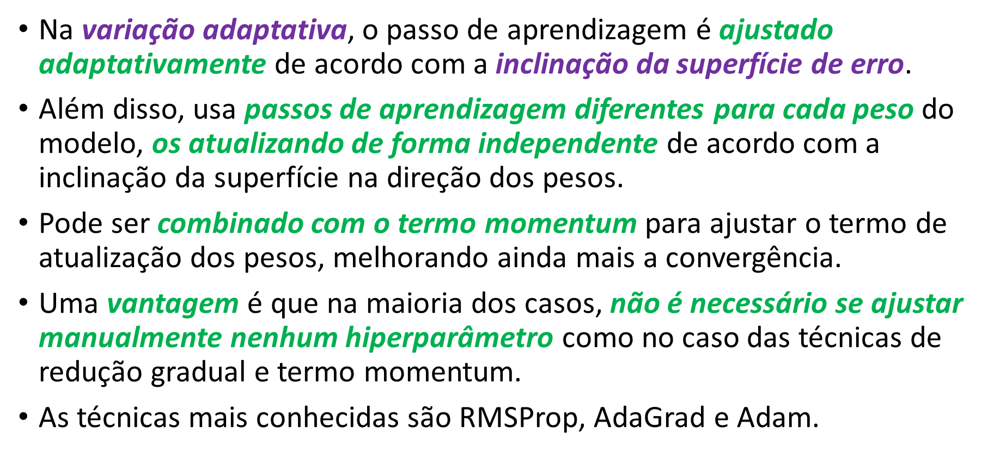 • Na variação adaptativa, o passo de aprendizagem é ajustado
adaptativamente de acordo com a inclinação da superfície de erro.
• Além disso, usa passos de aprendizagem diferentes para cada peso do
modelo, os atualizando de forma independente de acordo com a
inclinação da superfície na direção dos pesos.
• Pode ser combinado com o termo momentum para ajustar o termo de
atualização dos pesos, melhorando ainda mais a convergência.
• Uma vantagem é que na maioria dos casos, não é necessário se ajustar
manualmente nenhum hiperparâmetro como no caso das técnicas de
redução gradual e termo momentum.
• As técnicas mais conhecidas são RMSProp, AdaGrad e Adam.